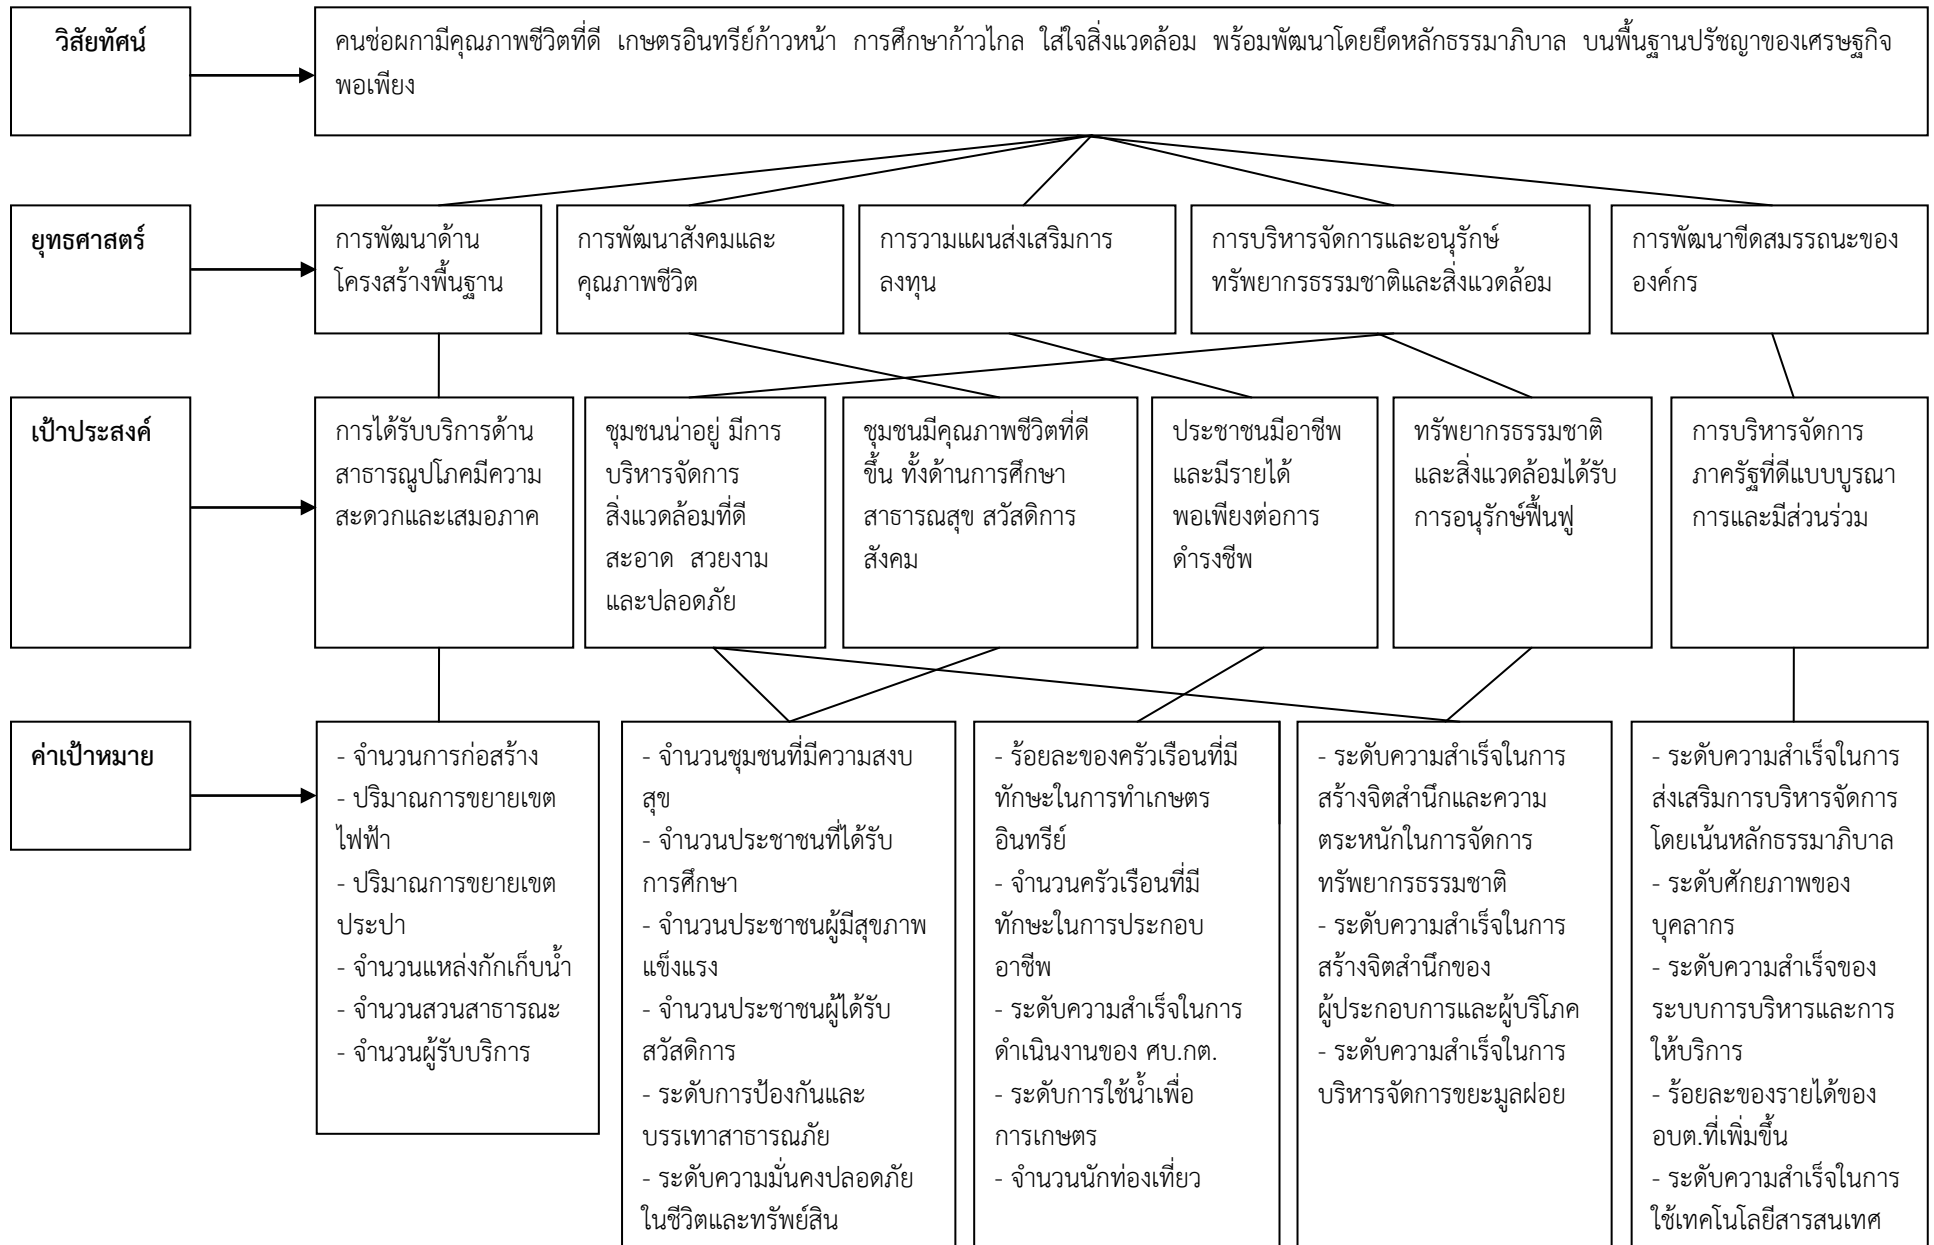 วิสัยทัศน์
คนช่อผกามีคุณภาพชีวิตที่ดี เกษตรอินทรีย์ก้าวหน้า การศึกษาก้าวไกล ใส่ใจสิ่งแวดล้อม พร้อมพัฒนาโดยยึดหลักธรรมาภิบาล บนพื้นฐานปรัชญาของเศรษฐกิจ
พอเพียง
ยุทธศาสตร์
การพัฒนาด้าน
โครงสร้างพื้นฐาน
การพัฒนาสังคมและ
คุณภาพชีวิต
การวามแผนส่งเสริมการ
ลงทุน
การบริหารจัดการและอนุรักษ์
ทรัพยากรธรรมชาติและสิ่งแวดล้อม
การพัฒนาขีดสมรรถนะของ
องค์กร
เป้าประสงค์
การได้รับบริการด้าน
สาธารณูปโภคมีความ
สะดวกและเสมอภาค
ชุมชนน่าอยู่ มีการ
บริหารจัดการ
สิ่งแวดล้อมที่ดี
สะอาด สวยงาม
และปลอดภัย
ชุมชนมีคุณภาพชีวิตที่ดี
ขึ้น ทั้งด้านการศึกษา
สาธารณสุข สวัสดิการ
สังคม
ประชาชนมีอาชีพ
และมีรายได้
พอเพียงต่อการ
ดำรงชีพ
ทรัพยากรธรรมชาติ
และสิ่งแวดล้อมได้รับ
การอนุรักษ์ฟื้นฟู
การบริหารจัดการ
ภาครัฐที่ดีแบบบูรณา
การและมีส่วนร่วม
ค่าเป้าหมาย
- จำนวนการก่อสร้าง
- ปริมาณการขยายเขต
ไฟฟ้า
- ปริมาณการขยายเขต
ประปา
- จำนวนแหล่งกักเก็บน้ำ
- จำนวนสวนสาธารณะ
- จำนวนผู้รับบริการ
- จำนวนชุมชนที่มีความสงบ
สุข
- จำนวนประชาชนที่ได้รับ
การศึกษา
- จำนวนประชาชนผู้มีสุขภาพ
แข็งแรง
- จำนวนประชาชนผู้ได้รับ
สวัสดิการ
- ระดับการป้องกันและ
บรรเทาสาธารณภัย
- ระดับความมั่นคงปลอดภัย
ในชีวิตและทรัพย์สิน
- ร้อยละของครัวเรือนที่มี
ทักษะในการทำเกษตร
อินทรีย์
- จำนวนครัวเรือนที่มี
ทักษะในการประกอบ
อาชีพ
- ระดับความสำเร็จในการ
ดำเนินงานของ ศบ.กต.
- ระดับการใช้น้ำเพื่อ
การเกษตร
- จำนวนนักท่องเที่ยว
- ระดับความสำเร็จในการ
สร้างจิตสำนึกและความ
ตระหนักในการจัดการ
ทรัพยากรธรรมชาติ
- ระดับความสำเร็จในการ
สร้างจิตสำนึกของ
ผู้ประกอบการและผู้บริโภค
- ระดับความสำเร็จในการ
บริหารจัดการขยะมูลฝอย
- ระดับความสำเร็จในการ
ส่งเสริมการบริหารจัดการ
โดยเน้นหลักธรรมาภิบาล
- ระดับศักยภาพของ
บุคลากร
- ระดับความสำเร็จของ
ระบบการบริหารและการ
ให้บริการ
- ร้อยละของรายได้ของ
อบต.ที่เพิ่มขึ้น
- ระดับความสำเร็จในการ
ใช้เทคโนโลยีสารสนเทศ